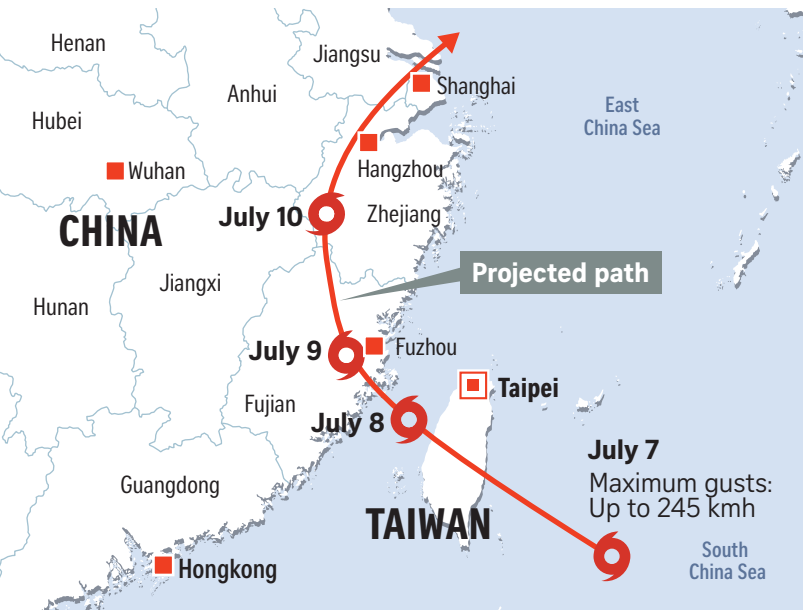 Henan
Jiangsu
Anhui
Shanghai
East
China Sea
Hubei
Wuhan
Hangzhou
July 10
Zhejiang
CHINA
Jiangxi
Projected path
Hunan
July 9
Fuzhou
Taipei
Fujian
July 8
July 7
Maximum gusts:
Up to 245 kmh
Guangdong
TAIWAN
South
China Sea
Hongkong